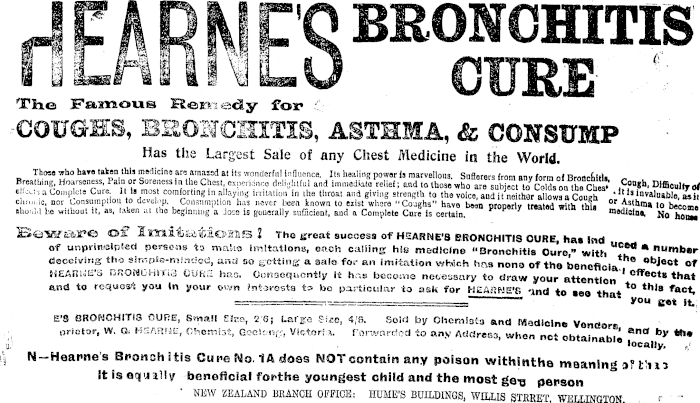 HEARNE'S BRONCHITIS
CURE
The Famous Remedy for
COUGHS, BRONCHITIS, ASTHMA, & CONSUMP
Has the Largest Sale of any Chest Medicine in the World.
Those who have taken this medicine are amazed at its wonderful influence. Its healing power is marvellous. Sufferers from any form of Bronchitis, Cough, Difficulty of
Breathing, Hoarseness, Pain or Soreness in the Chest, experience delightful and immediate relief; and to those who are subject to Colds on the Chest it is invaluable, as it
effects a Complete Cure. It is most comforting in allaying irritation in the throat and giving strength to the voice, and it neither allows a Cough or Asthma to become
chronic, nor Consumption to develop. Consumption has never been known to exist where "Coughs" have been properly treated with this medicine. No house
should be without it, as, taken at the beginning a dose is generally sufficient, and a Complete Cure is certain.
Beware of Imitations! The great success of HEARNE'S BRONCHITIS CURE, has induced a number
of unprincipled persons to make imitations, each calling his medicine "Bronchitis Cure," with the object of
deceiving the simple-minded, and so getting a sale for an imitation which has none of the beneficial effects that
HEARNE'S BRONCHITIS CURE has. Consequently it has become necessary to draw your attention to this fact,
and to request you in your own interests to be particular to ask for HEARNE'S and to see that you get it.
E'S BRONCHITIS CURE, Small Size, 2/6; Large Size, 4/6. Sold by Chemists and Medicine Vendors, and by the
prietor, W. G. HEARNE, Chemist, Geelong, Victoria. Forwarded to any Address, when not obtainable locally.
N—Hearne's Bronchitis Cure No. 1A does NOT contain any poison within the meaning of the
It is equally beneficial for the youngest child and the most person
NEW ZEALAND BRANCH OFFICE: HUME'S BUILDINGS, WILLIS STRRET, WELLINGTON.